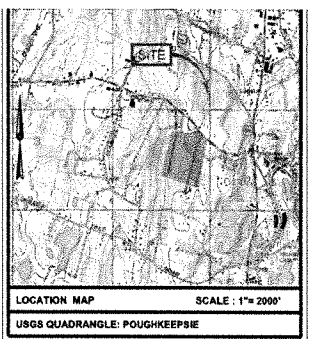 SITE
LOCATION MAP SCALE : 1"= 2000'
USGS QUADRANGLE: POUGHKEEPSIE